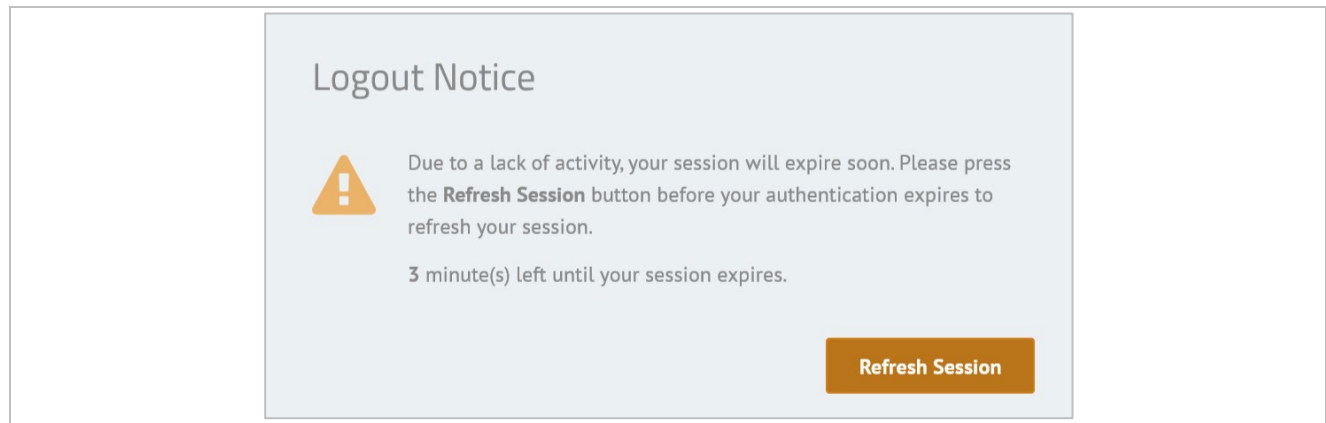 Logout Notice
Due to a lack of activity, your session will expire soon. Please press
the Refresh Session button before your authentication expires to
refresh your session.
3 minute(s) left until your session expires.
Refresh Session